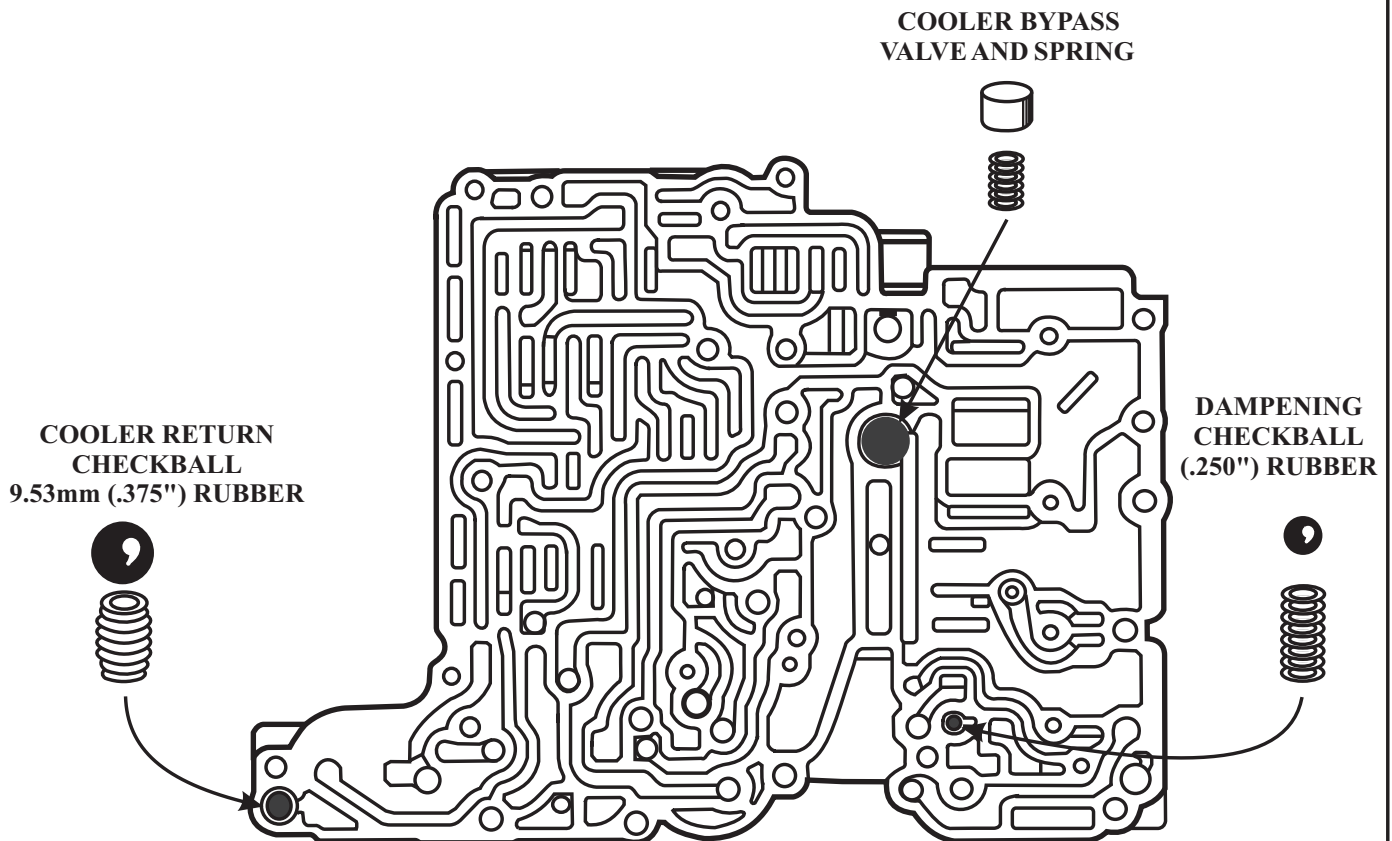 COOLER BYPASS
VALVE AND SPRING
COOLER RETURN
CHECKBALL
9.53mm (.375") RUBBER
DAMPENING
CHECKBALL
(.250") RUBBER